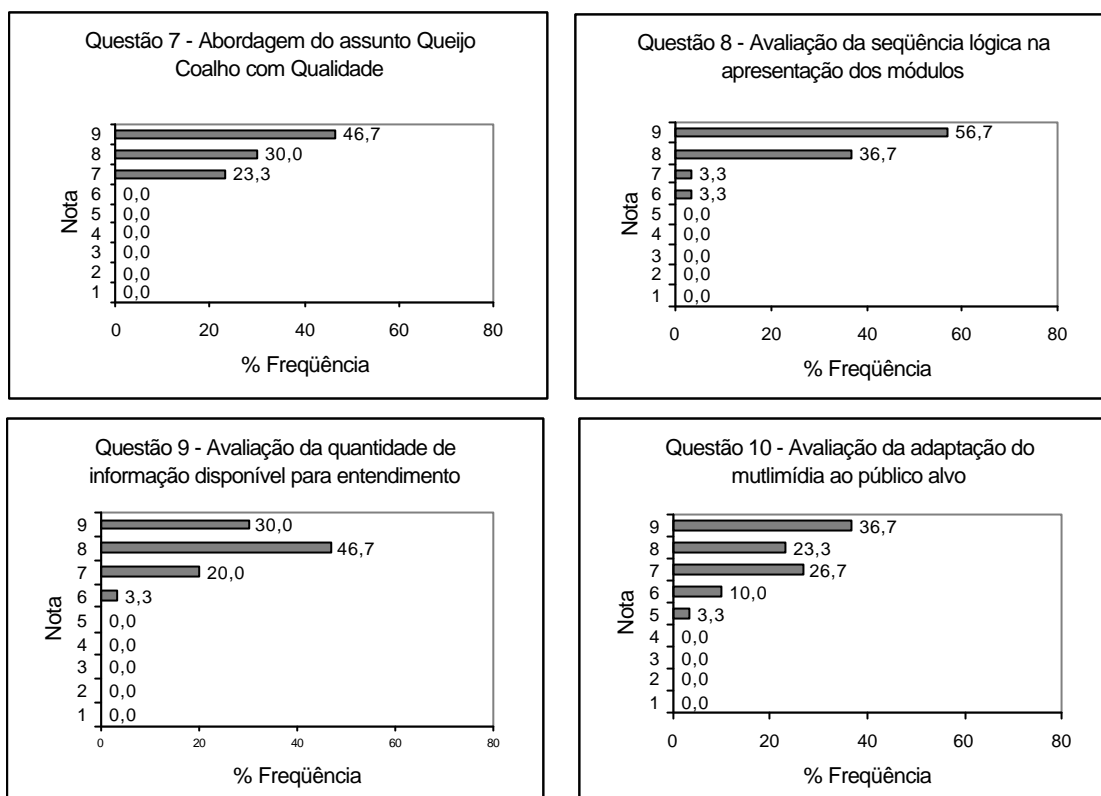 Questão 7 - Abordagem do assunto Queijo
Coalho com Qualidade
9 46,7
8 30,0
7 23,3
6 0,0
5 0,0
4 0,0
3 0,0
2 0,0
1 0,0
Nota
0 20 40 60 80
% Freqüência
Questão 8 - Avaliação da seqüência lógica na
apresentação dos módulos
9 56,7
8 36,7
7 3,3
6 3,3
5 0,0
4 0,0
3 0,0
2 0,0
1 0,0
Nota
0 20 40 60 80
% Freqüência
Questão 9 - Avaliação da quantidade de
informação disponível para entendimento
9 30,0
8 46,7
7 20,0
6 3,3
5 0,0
4 0,0
3 0,0
2 0,0
1 0,0
Nota
0 20 40 60 80
% Freqüência
Questão 10 - Avaliação da adaptação do
mutlimídia ao público alvo
9 36,7
8 23,3
7 26,7
6 10,0
5 3,3
4 0,0
3 0,0
2 0,0
1 0,0
Nota
0 20 40 60 80
% Freqüência